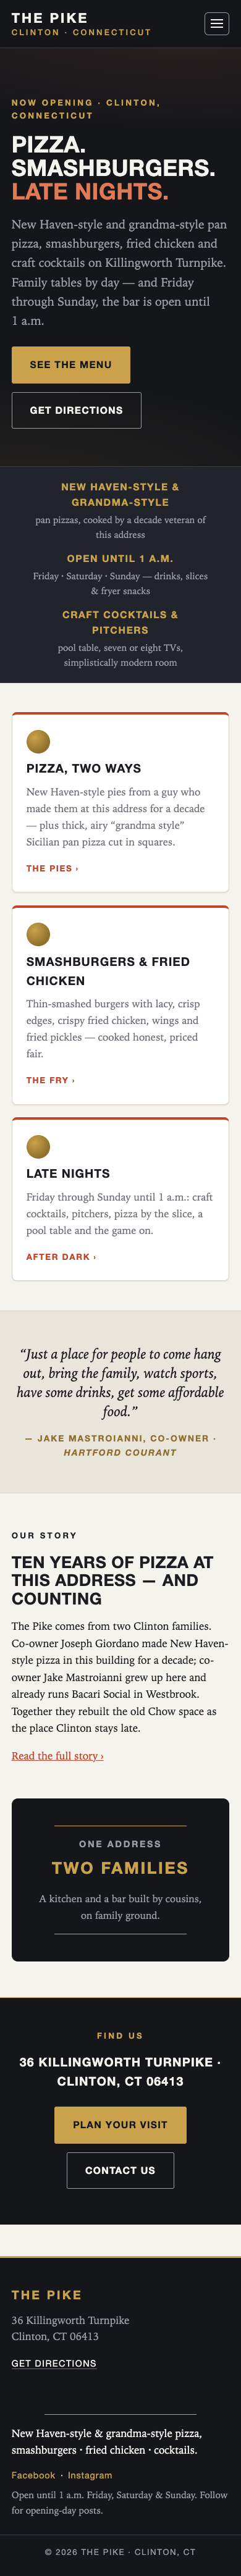 THE PIKE
CLINTON · CONNECTICUT
NOW OPENING · CLINTON,
CONNECTICUT
PIZZA.
SMASHBURGERS.
LATE NIGHTS.
New Haven-style and grandma-style pan
pizza, smashburgers, fried chicken and
craft cocktails on Killingworth Turnpike.
Family tables by day — and Friday
through Sunday, the bar is open until
1 a.m.
SEE THE MENU
GET DIRECTIONS
NEW HAVEN-STYLE &
GRANDMA-STYLE
pan pizzas, cooked by a decade veteran of
this address
OPEN UNTIL 1 A.M.
Friday · Saturday · Sunday — drinks, slices
& fryer snacks
CRAFT COCKTAILS &
PITCHERS
pool table, seven or eight TVs,
simplistically modern room
PIZZA, TWO WAYS
New Haven-style pies from a guy who
made them at this address for a decade
— plus thick, airy “grandma style”
Sicilian pan pizza cut in squares.
THE PIES ›
SMASHBURGERS & FRIED
CHICKEN
Thin-smashed burgers with lacy, crisp
edges, crispy fried chicken, wings and
fried pickles — cooked honest, priced
fair.
THE FRY ›
LATE NIGHTS
Friday through Sunday until 1 a.m.: craft
cocktails, pitchers, pizza by the slice, a
pool table and the game on.
AFTER DARK ›
“Just a place for people to come hang
out, bring the family, watch sports,
have some drinks, get some affordable
food.”
— JAKE MASTROIANNI, CO-OWNER ·
HARTFORD COURANT
OUR STORY
TEN YEARS OF PIZZA AT
THIS ADDRESS — AND
COUNTING
The Pike comes from two Clinton families.
Co-owner Joseph Giordano made New Haven-
style pizza in this building for a decade; co-
owner Jake Mastroianni grew up here and
already runs Bacari Social in Westbrook.
Together they rebuilt the old Chow space as
the place Clinton stays late.
Read the full story ›
ONE ADDRESS
TWO FAMILIES
A kitchen and a bar built by cousins,
on family ground.
FIND US
36 KILLINGWORTH TURNPIKE ·
CLINTON, CT 06413
PLAN YOUR VISIT
CONTACT US
THE PIKE
36 Killingworth Turnpike
Clinton, CT 06413
GET DIRECTIONS
New Haven-style & grandma-style pizza,
smashburgers · fried chicken · cocktails.
Facebook · Instagram
Open until 1 a.m. Friday, Saturday & Sunday. Follow
for opening-day posts.
© 2026 THE PIKE · CLINTON, CT